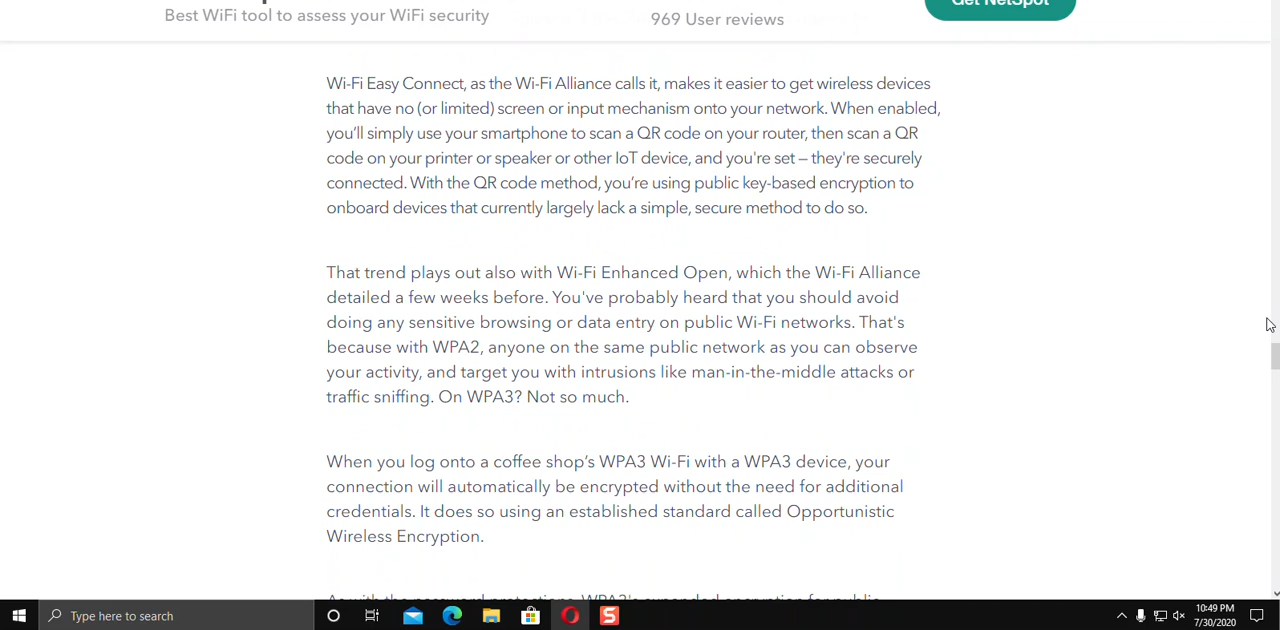 Best WiFi tool to assess your WiFi security
969 User reviews
Get NetSpot
Wi-Fi Easy Connect, as the Wi-Fi Alliance calls it, makes it easier to get wireless devices
that have no (or limited) screen or input mechanism onto your network. When enabled,
you’ll simply use your smartphone to scan a QR code on your router, then scan a QR
code on your printer or speaker or other IoT device, and you're set – they're securely
connected. With the QR code method, you’re using public key-based encryption to
onboard devices that currently largely lack a simple, secure method to do so.
That trend plays out also with Wi-Fi Enhanced Open, which the Wi-Fi Alliance
detailed a few weeks before. You've probably heard that you should avoid
doing any sensitive browsing or data entry on public Wi-Fi networks. That's
because with WPA2, anyone on the same public network as you can observe
your activity, and target you with intrusions like man-in-the-middle attacks or
traffic sniffing. On WPA3? Not so much.
When you log onto a coffee shop’s WPA3 Wi-Fi with a WPA3 device, your
connection will automatically be encrypted without the need for additional
credentials. It does so using an established standard called Opportunistic
Wireless Encryption.
As with the password protections, WPA3's expanded encryption for public
Type here to search
10:49 PM
7/30/2020